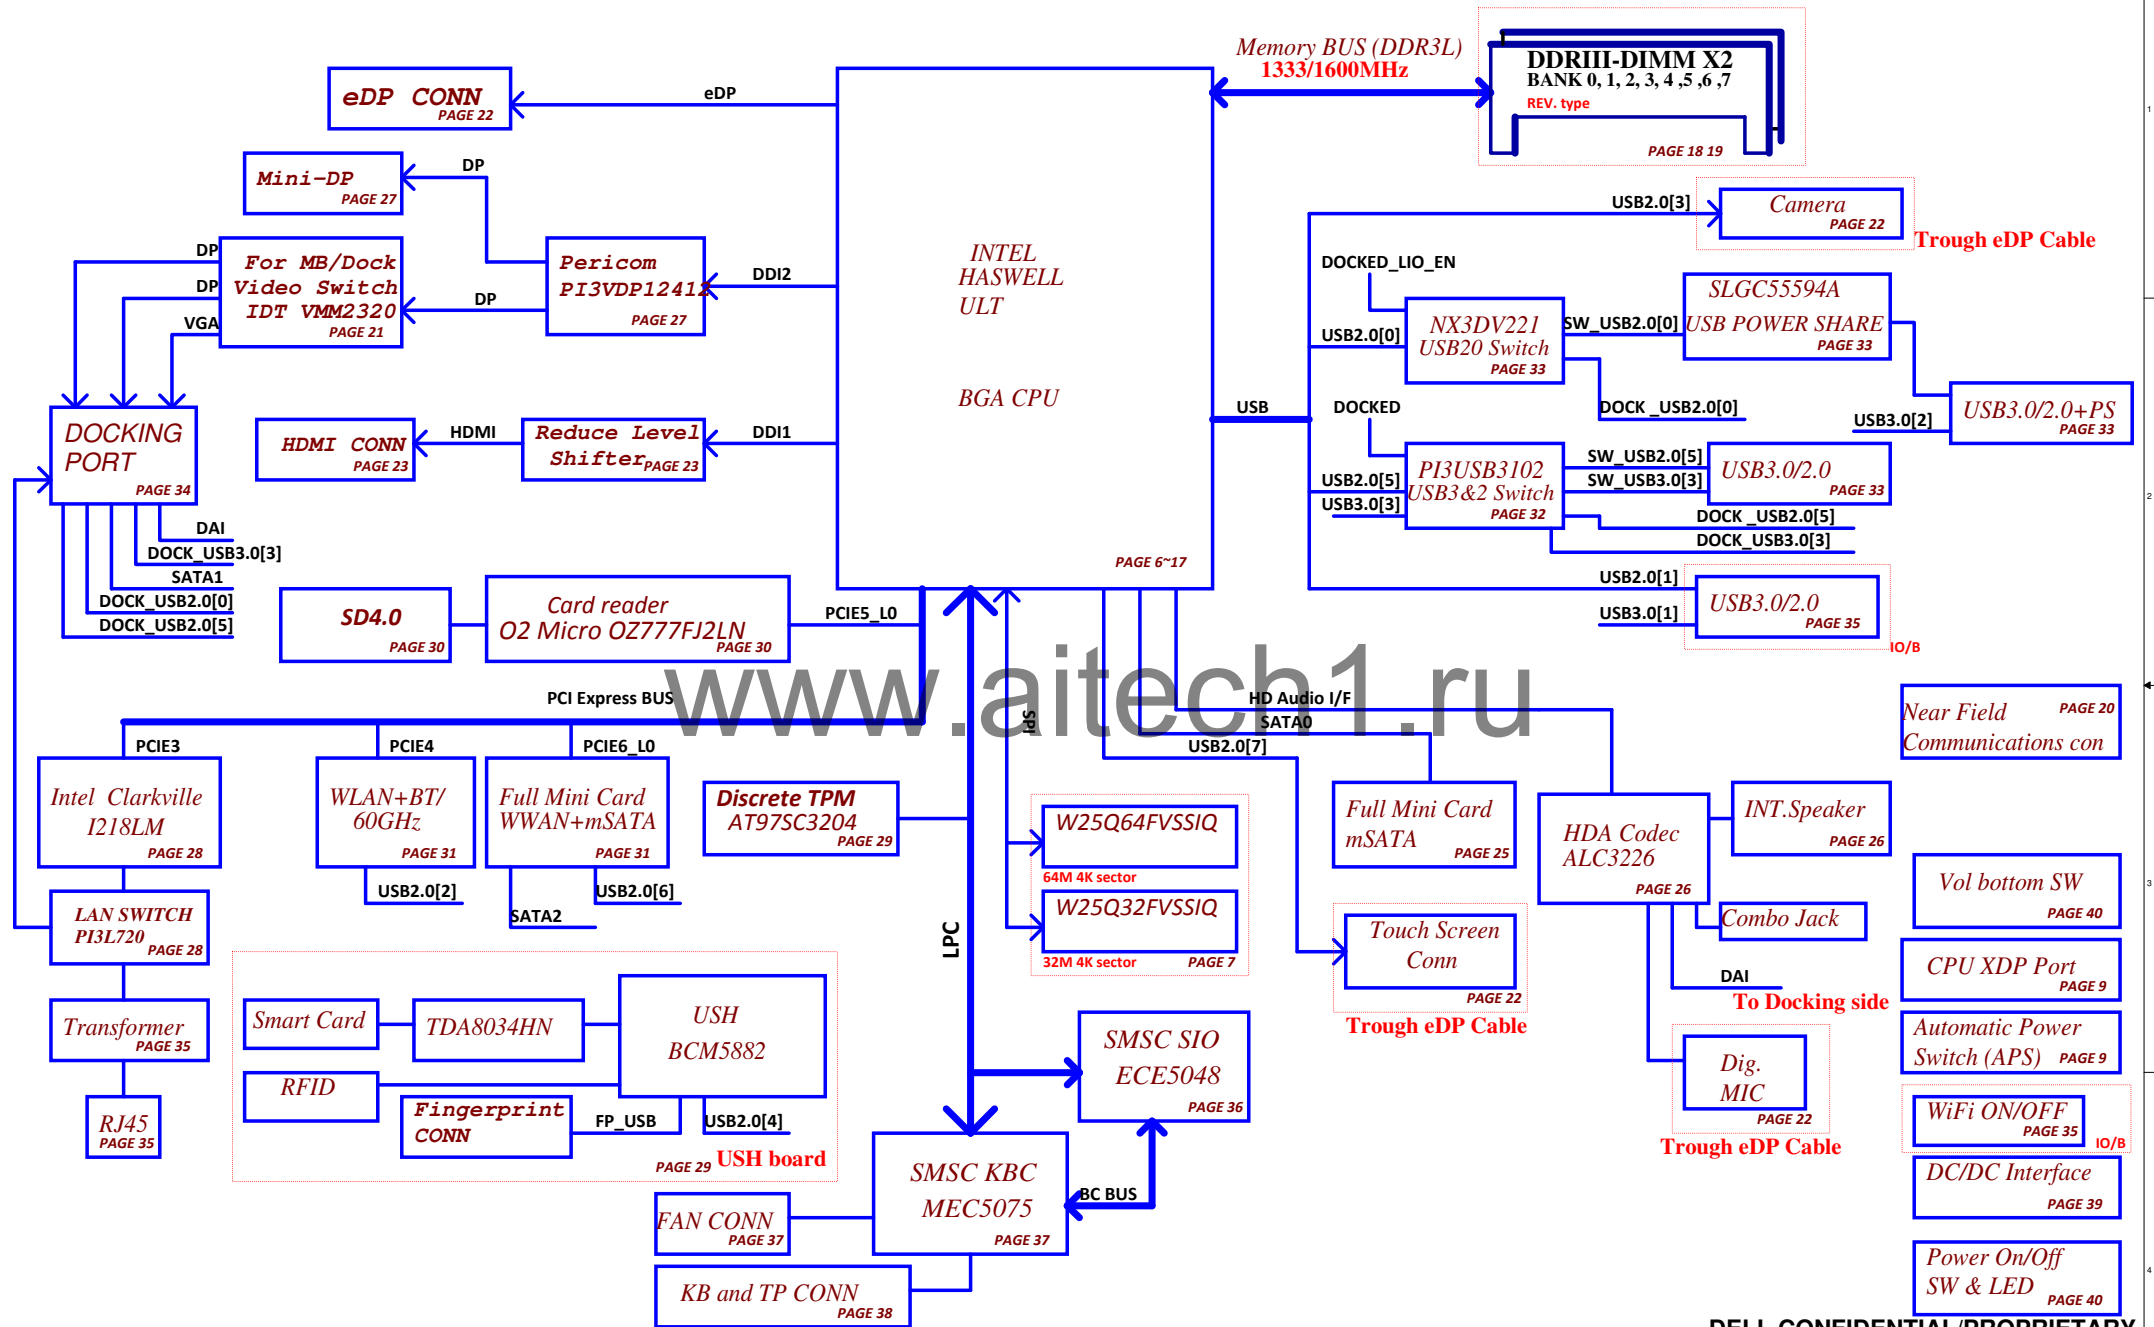 Memory BUS (DDR3L)
1333/1600MHz
DDRIII-DIMM X2
BANK 0, 1, 2, 3, 4 ,5 ,6 ,7
REV. type
PAGE 18 19
eDP CONN
PAGE 22
eDP
Mini-DP
PAGE 27
DP
For MB/Dock
Video Switch
IDT VMM2320
PAGE 21
DP
DP
VGA
DP
Pericom
PI3VDP12412
PAGE 27
DDI2
INTEL
HASWELL
ULT
BGA CPU
PAGE 6~17
USB2.0[3]
Camera
PAGE 22
Trough eDP Cable
DOCKED_LIO_EN
USB2.0[0]
NX3DV221
USB20 Switch
PAGE 33
SW_USB2.0[0]
SLGC55594A
USB POWER SHARE
PAGE 33
DOCK _USB2.0[0]
USB3.0[2]
USB3.0/2.0+PS
PAGE 33
USB
DOCKED
USB2.0[5]
USB3.0[3]
PI3USB3102
USB3&2 Switch
PAGE 32
SW_USB2.0[5]
SW_USB3.0[3]
USB3.0/2.0
PAGE 33
DOCK _USB2.0[5]
DOCK_USB3.0[3]
USB2.0[1]
USB3.0[1]
USB3.0/2.0
PAGE 35
IO/B
DOCKING
PORT
PAGE 34
DAI
DOCK_USB3.0[3]
SATA1
DOCK_USB2.0[0]
DOCK_USB2.0[5]
HDMI CONN
PAGE 23
HDMI
Reduce Level
Shifter
PAGE 23
DDI1
SD4.0
PAGE 30
Card reader
O2 Micro OZ777FJ2LN
PAGE 30
PCIE5_L0
www.aitech1.ru
PCI Express BUS
SPI
HD Audio I/F
SATA0
USB2.0[7]
Near Field
Communications con
PAGE 20
PCIE3
PCIE4
PCIE6_L0
Intel Clarkville
I218LM
PAGE 28
WLAN+BT/
60GHz
PAGE 31
USB2.0[2]
Full Mini Card
WWAN+mSATA
PAGE 31
USB2.0[6]
SATA2
Discrete TPM
AT97SC3204
PAGE 29
W25Q64FVSSIQ
64M 4K sector
W25Q32FVSSIQ
32M 4K sector
PAGE 7
Full Mini Card
mSATA
PAGE 25
HDA Codec
ALC3226
PAGE 26
INT.Speaker
PAGE 26
Combo Jack
DAI
To Docking side
Vol bottom SW
PAGE 40
LAN SWITCH
PI3L720
PAGE 28
Transformer
PAGE 35
RJ45
PAGE 35
LPC
Touch Screen
Conn
PAGE 22
Trough eDP Cable
CPU XDP Port
PAGE 9
Automatic Power
Switch (APS)
PAGE 9
Smart Card
TDA8034HN
USH
BCM5882
RFID
Fingerprint
CONN
FP_USB
USB2.0[4]
PAGE 29
USH board
SMSC SIO
ECE5048
PAGE 36
Dig.
MIC
PAGE 22
Trough eDP Cable
WiFi ON/OFF
PAGE 35
IO/B
SMSC KBC
MEC5075
PAGE 37
BC BUS
FAN CONN
PAGE 37
KB and TP CONN
PAGE 38
DC/DC Interface
PAGE 39
Power On/Off
SW & LED
PAGE 40
1
2
3
4
DELL CONFIDENTIAL/PROPRIETARY